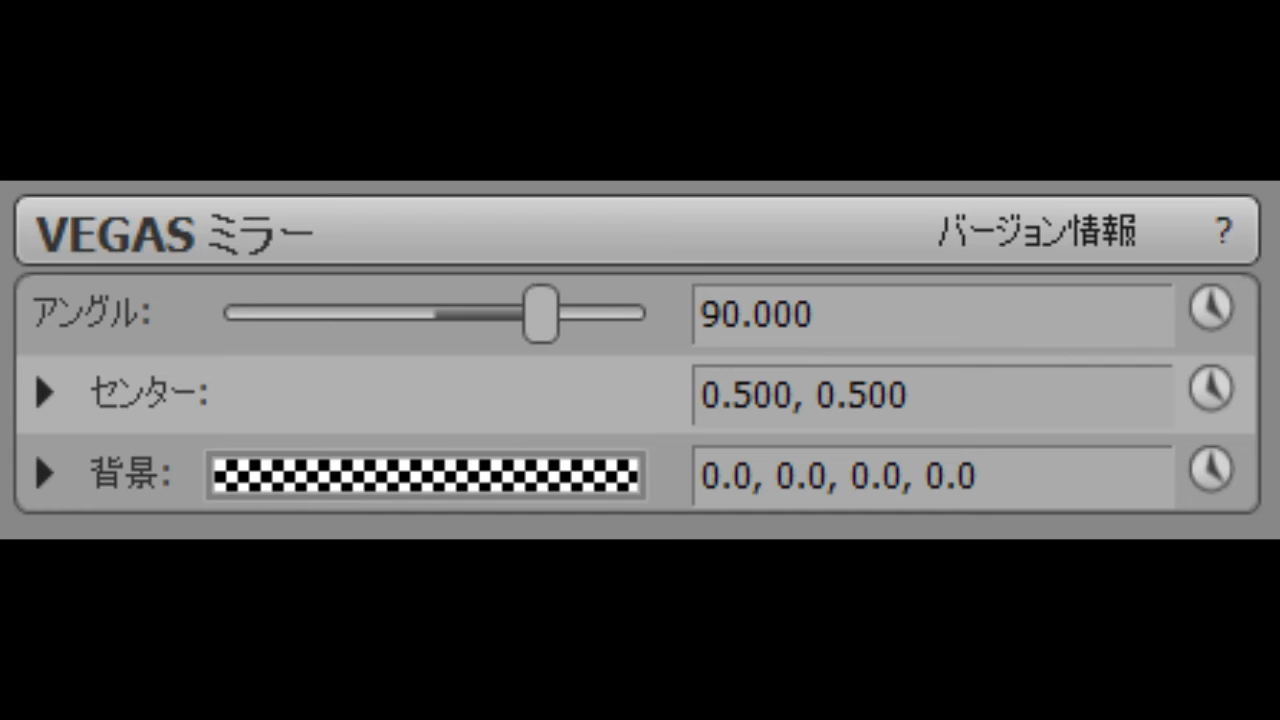 VEGAS ミラー バージョン情報 ?
アングル: 90.000
センター: 0.500, 0.500
背景: 0.0, 0.0, 0.0, 0.0